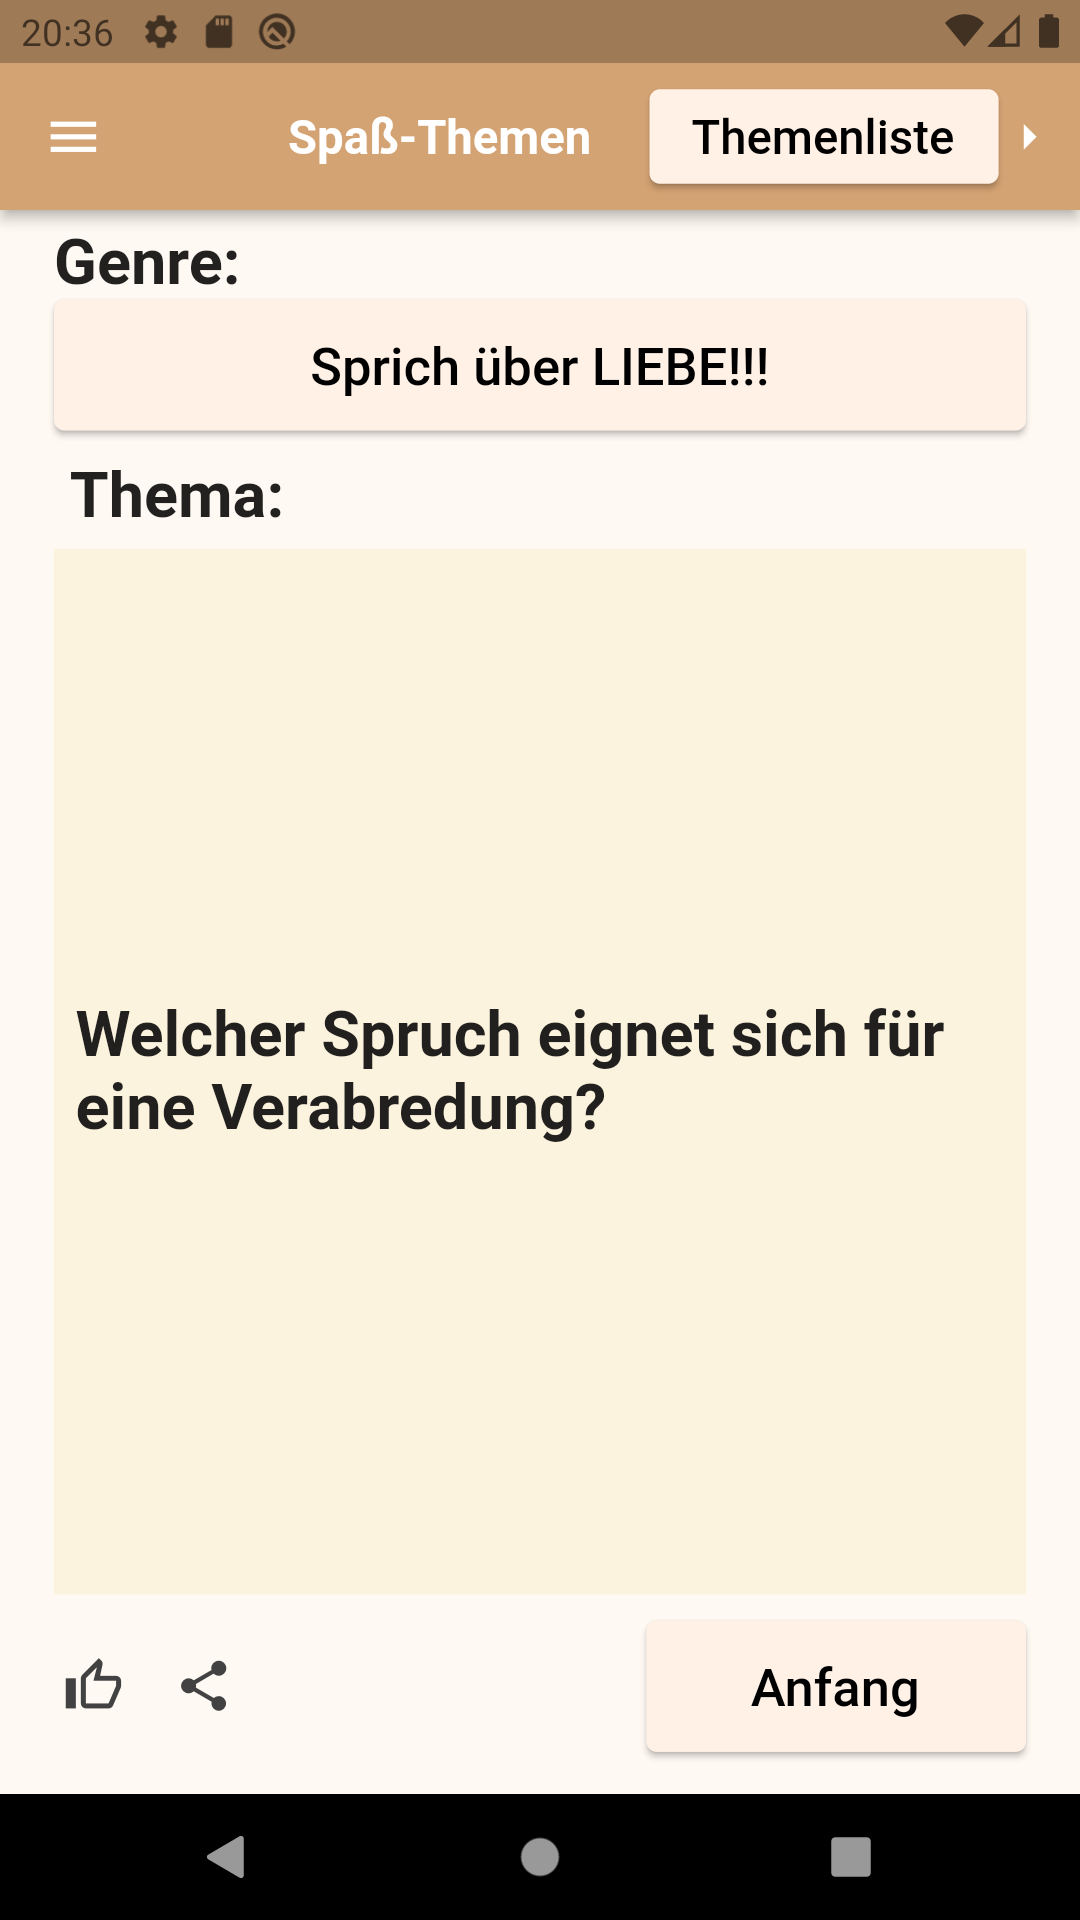 20:36
Spaß-Themen
Themenliste
Genre:
Sprich über LIEBE!!!
Thema:
Welcher Spruch eignet sich für
eine Verabredung?
Anfang